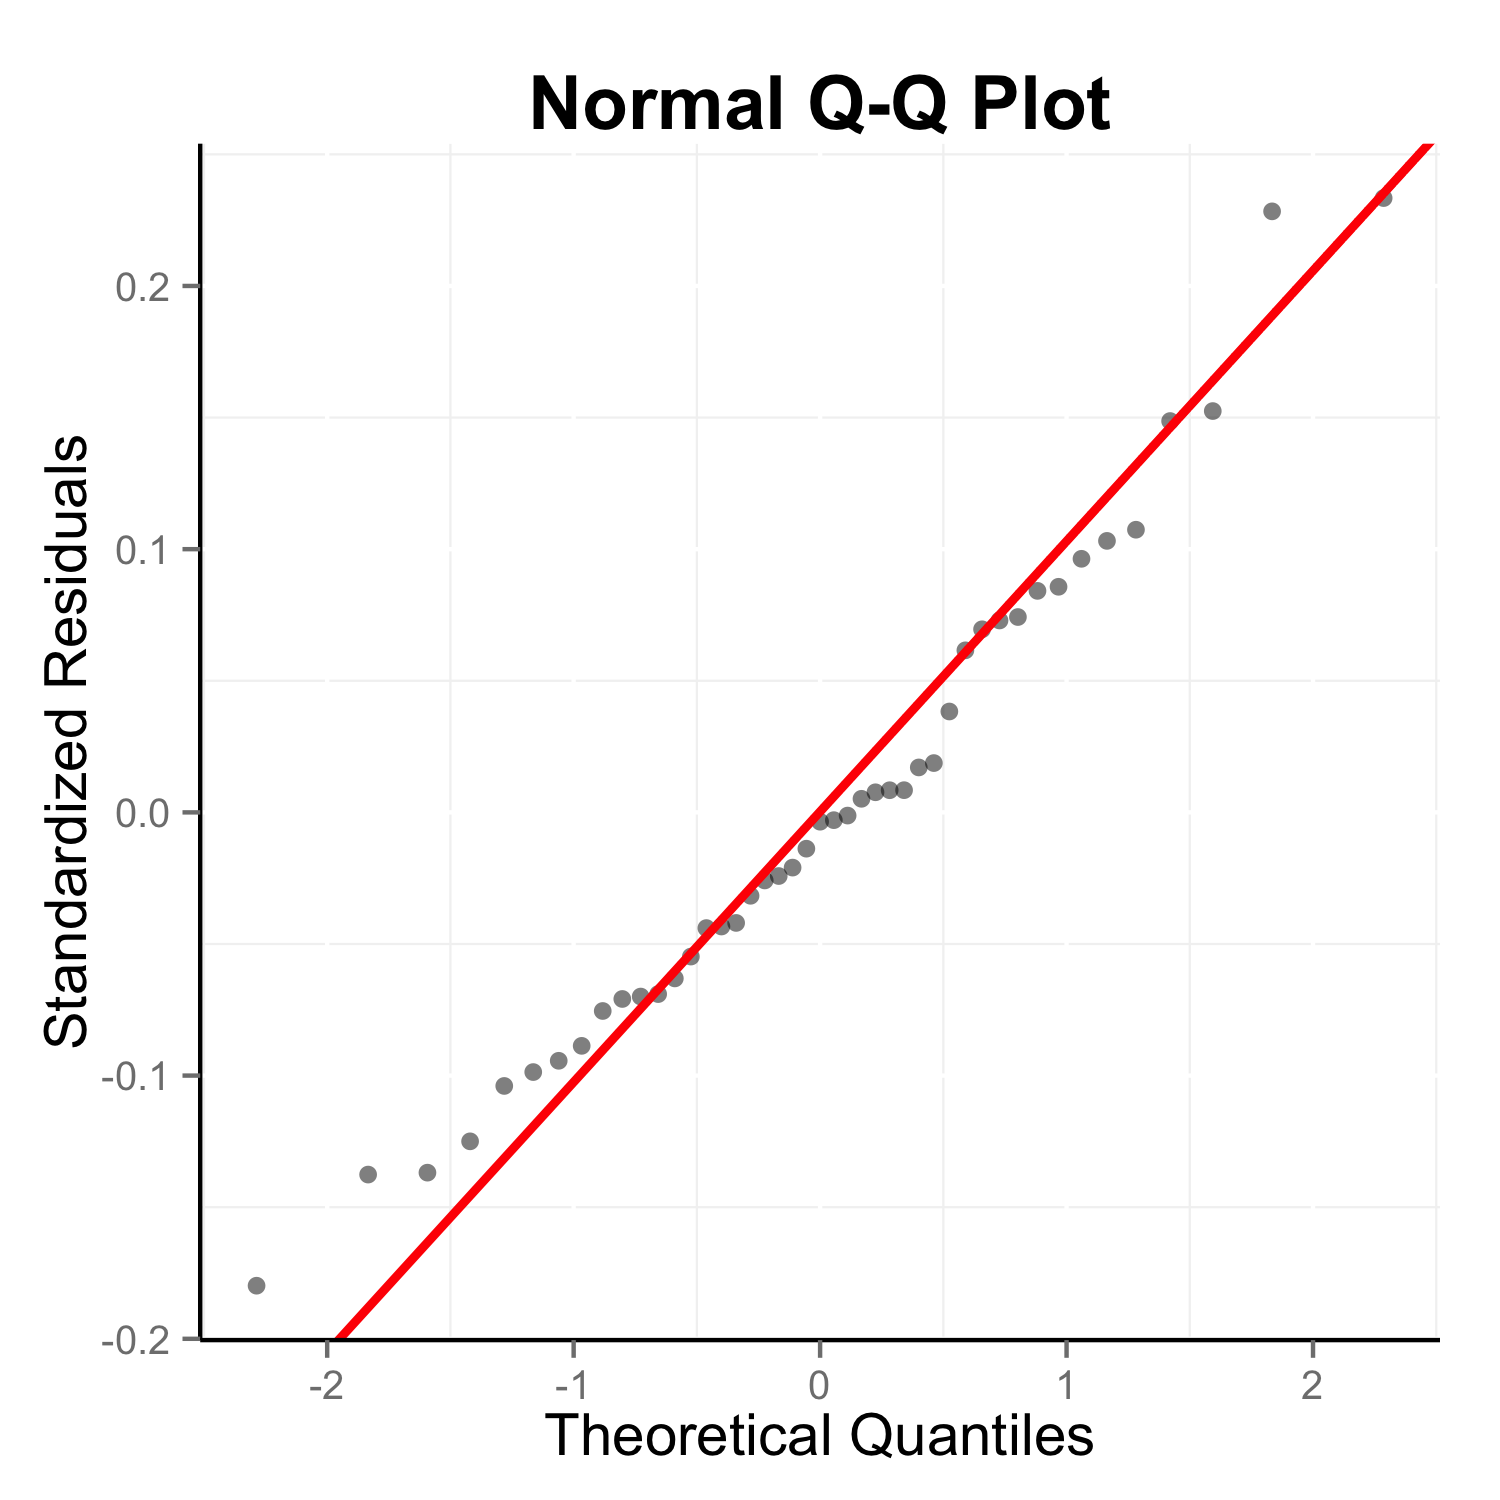 Normal Q-Q Plot
Standardized Residuals
0.2
0.1
0.0
-0.1
-0.2
-2 -1 0 1 2
Theoretical Quantiles